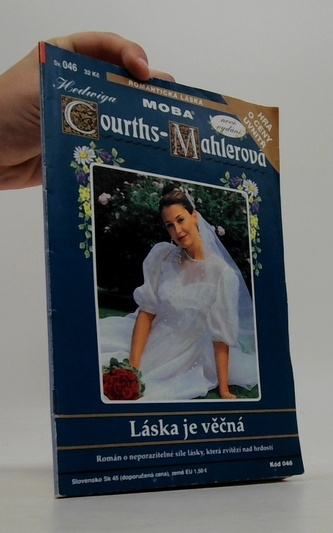 Sv. 046 32 Kč
ROMANTICKÁ LÁSKA
MOBA
Hedwiga
nové
vydání
HRA
O CENY
Courths-Mahlerová
Láska je věčná
Román o neporazitelné síle lásky, která zvítězí nad hrdostí
Slovensko Sk 45 (doporučená cena), země EU 1,50 €
Kód 046